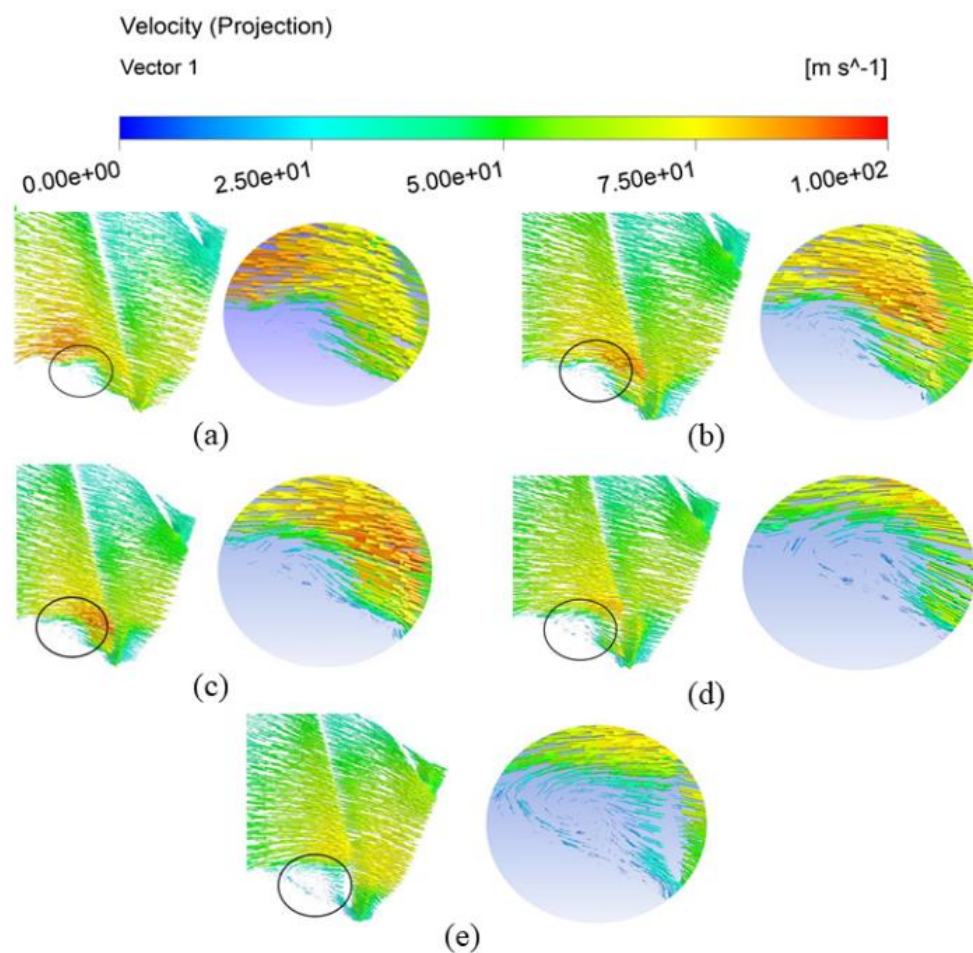 Velocity (Projection)
Vector 1
[m s^-1]
0.00e+00
2.50e+01
5.00e+01
7.50e+01
1.00e+02
(a)
(b)
(c)
(d)
(e)